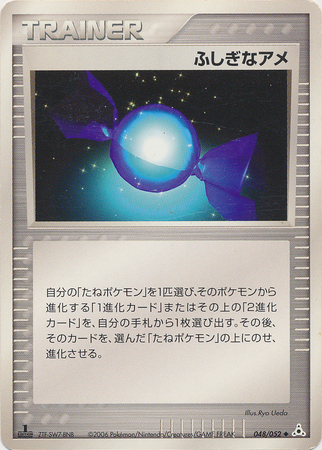 TRAINER
ふしぎなアメ
自分の「たねポケモン」を1匹選び、そのポケモンから
進化する「1進化カード」またはその上の「2進化
カード」を、自分の手札から1枚選び出す。その後、
そのカードを、選んだ「たねポケモン」の上にのせ、
進化させる。
Illus.Ryo Ueda
©2006 Pokémon/Nintendo/Creatures/GAME FREAK.
048/052